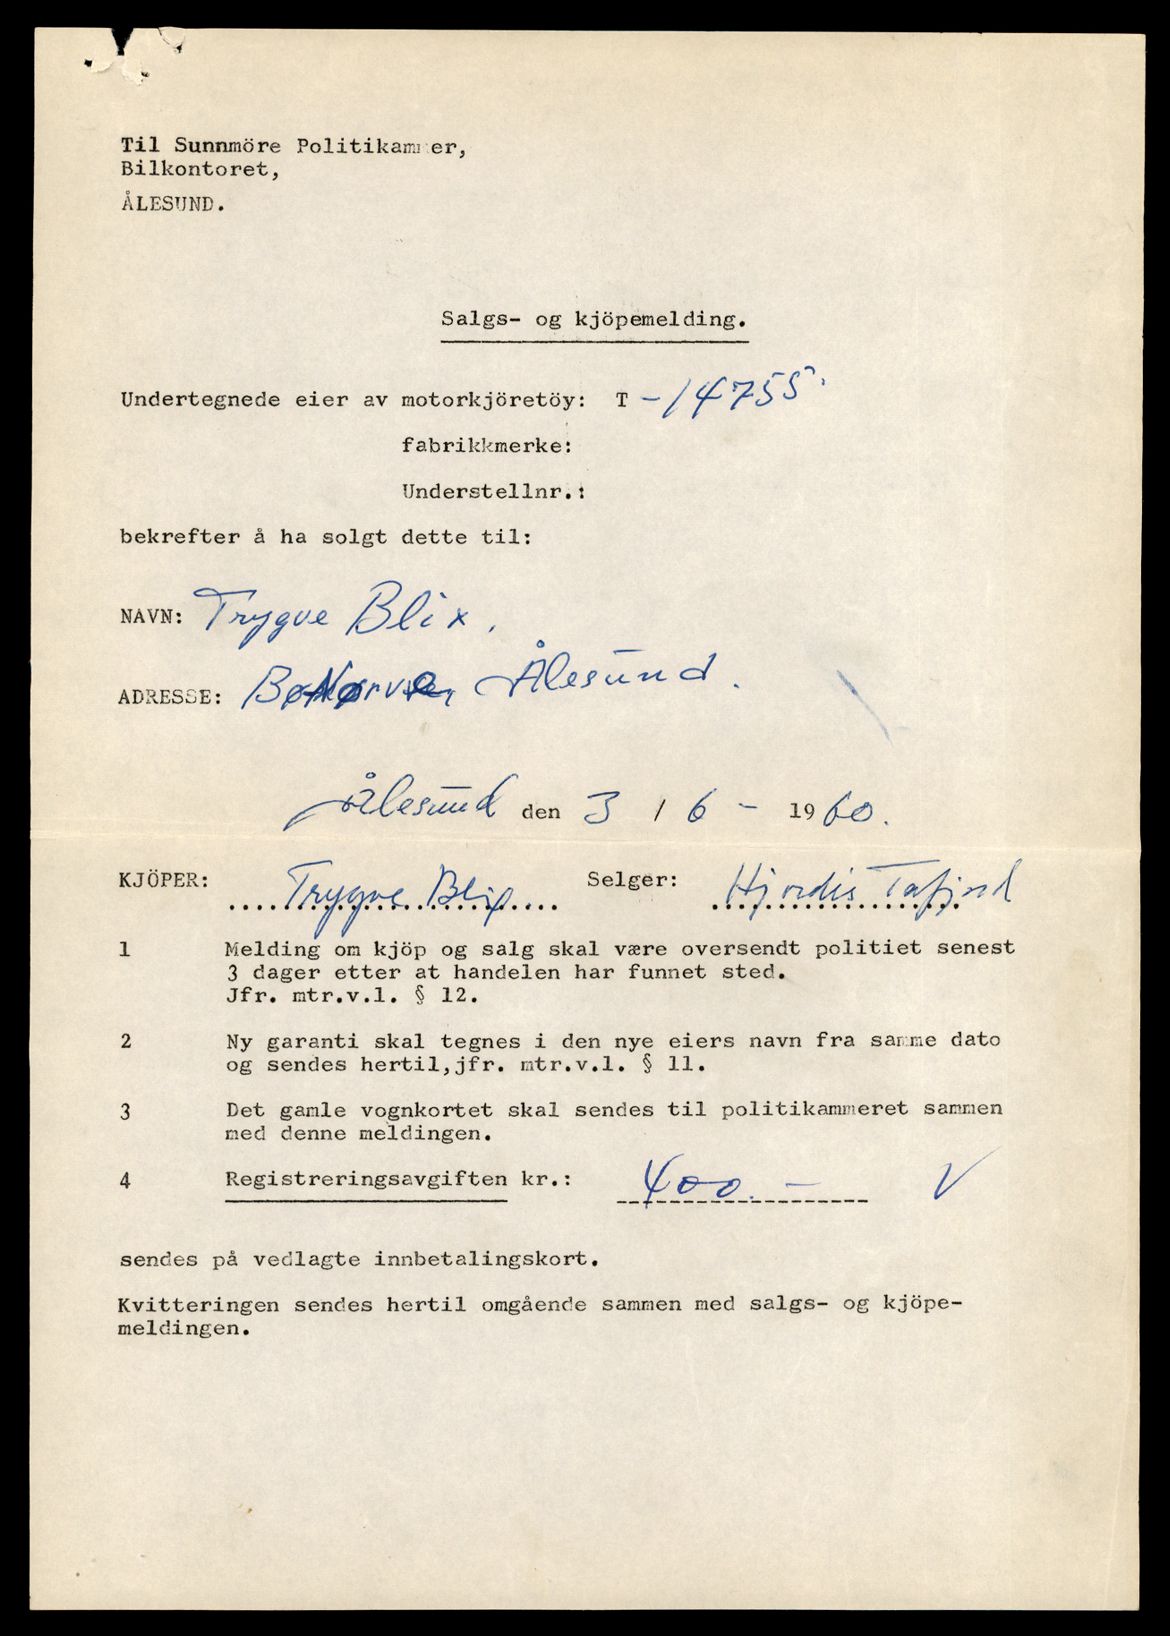 Til Sunnmöre Politikammer,
Bilkontoret,
ÅLESUND.
Salgs- og kjöpemelding.
Undertegnede eier av motorkjöretöy: T -14755.
fabrikkmerke:
Understellnr.:
bekrefter å ha solgt dette til:
NAVN: Trygve Blix.
ADRESSE: Ålesund.
Ålesund den 3 / 6 - 1960.
KJÖPER: Trygve Blix Selger: Hjordis Tafjord
1 Melding om kjöp og salg skal være oversendt politiet senest
3 dager etter at handelen har funnet sted.
Jfr. mtr.v.l. § 12.
2 Ny garanti skal tegnes i den nye eiers navn fra samme dato
og sendes hertil,jfr. mtr.v.l. § 11.
3 Det gamle vognkortet skal sendes til politikammeret sammen
med denne meldingen.
4 Registreringsavgiften kr.: 400.- V
sendes på vedlagte innbetalingskort.
Kvitteringen sendes hertil omgående sammen med salgs- og kjöpe-
meldingen.